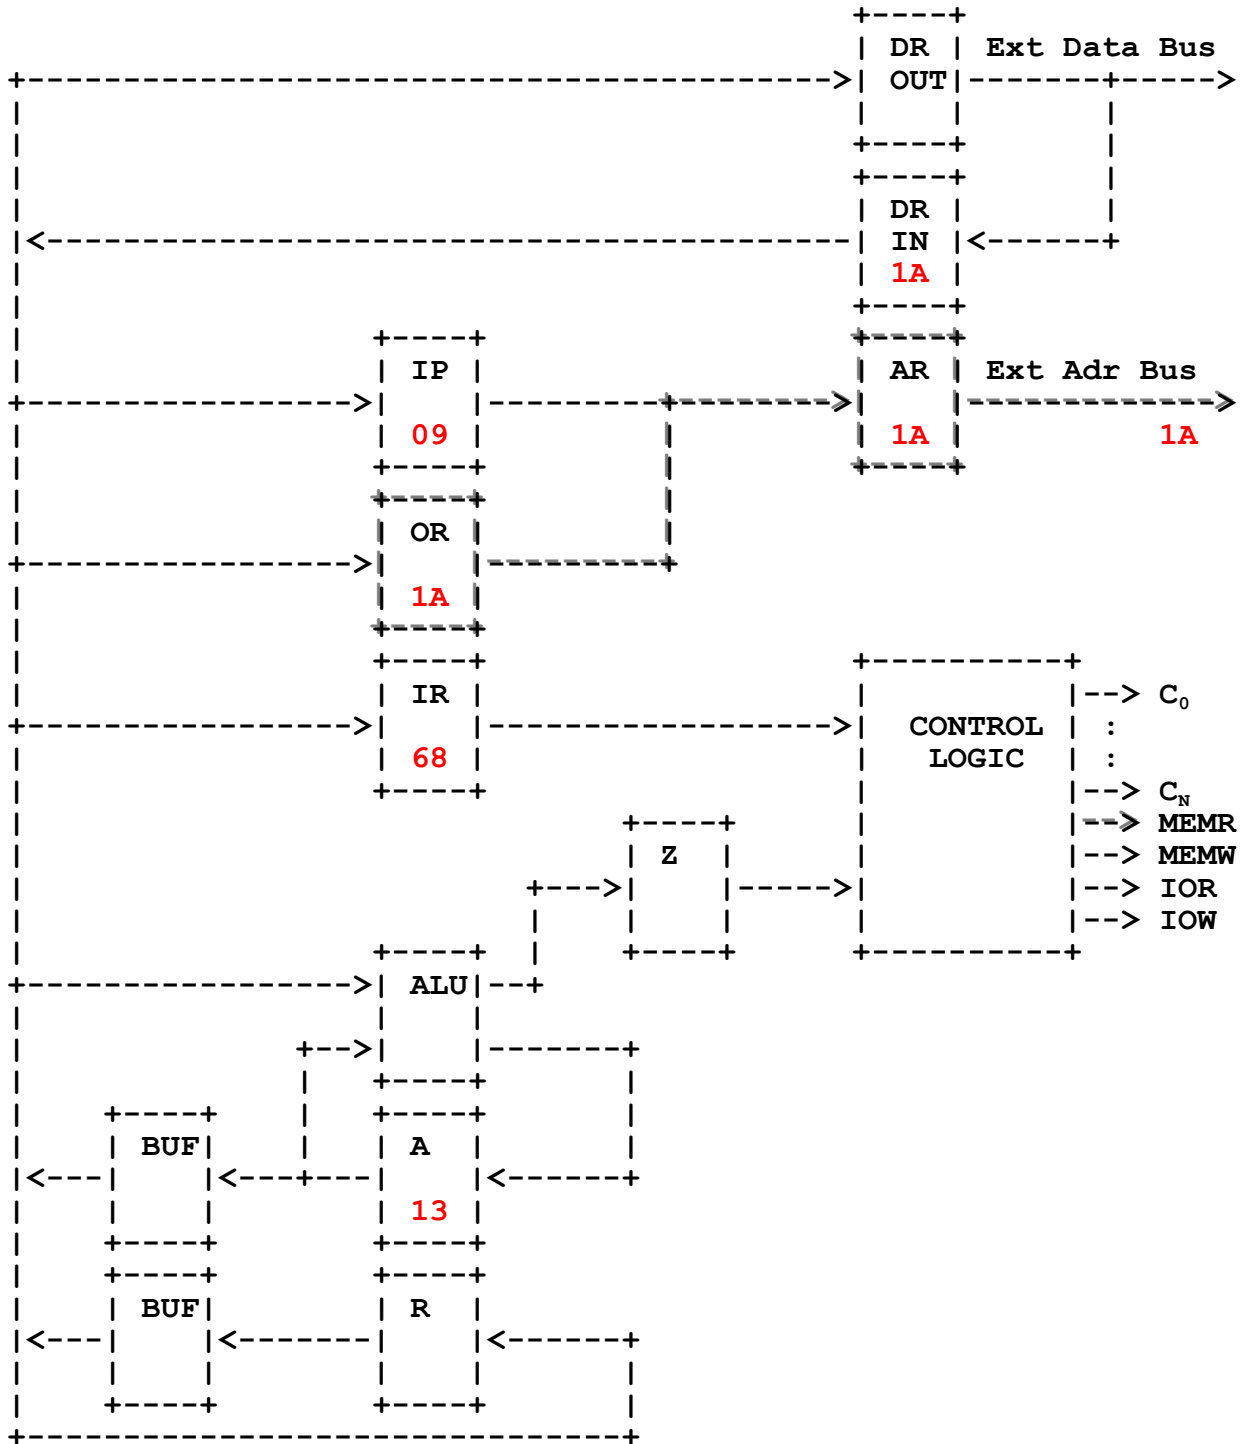 DR Ext Data Bus
OUT
DR
IN
1A
IP AR Ext Adr Bus
09 1A 1A
OR
1A
IR C₀
CONTROL :
68 LOGIC :
C_N
Z MEMR
MEMW
IOR
IOW
ALU
BUF A
13
BUF R